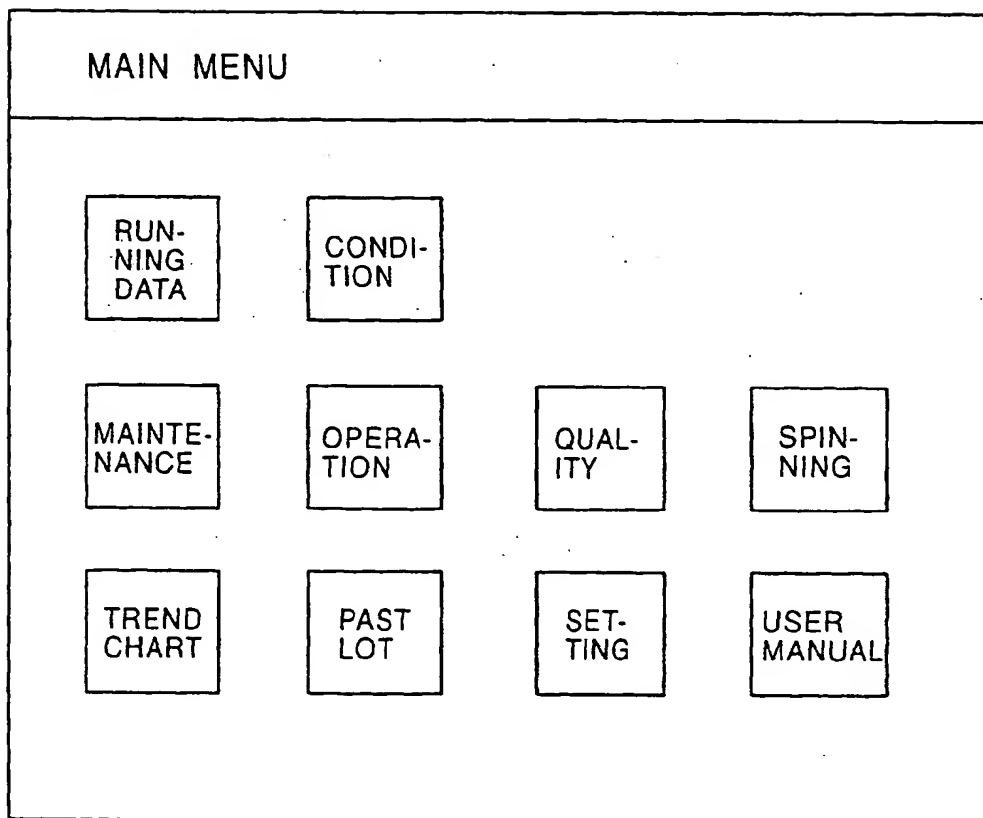 MAIN MENU
RUN-
NING
DATA
CONDI-
TION
MAINTE-
NANCE
OPERA-
TION
QUAL-
ITY
SPIN-
NING
TREND
CHART
PAST
LOT
SET-
TING
USER
MANUAL